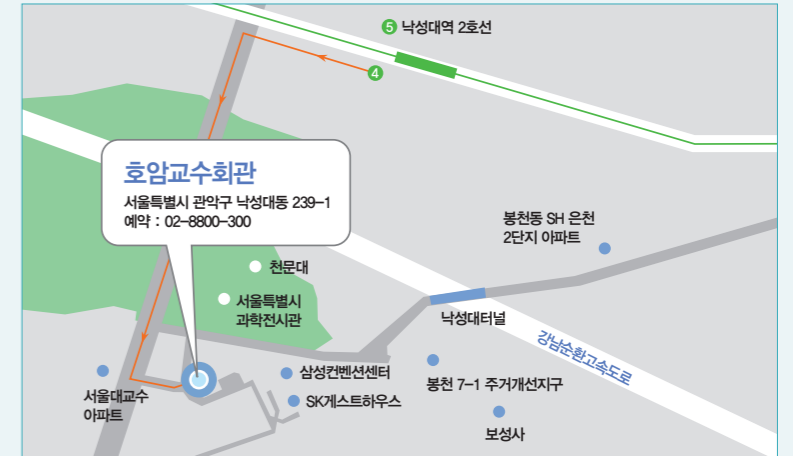 5 낙성대역 2호선
4
호암교수회관
서울특별시 관악구 낙성대동 239-1
예약 : 02-8800-300
봉천동 SH 은천
2단지 아파트
천문대
서울특별시
과학전시관
낙성대터널
강남순환고속도로
삼성컨벤션센터
봉천 7-1 주거개선지구
서울대교수
아파트
SK게스트하우스
보성사